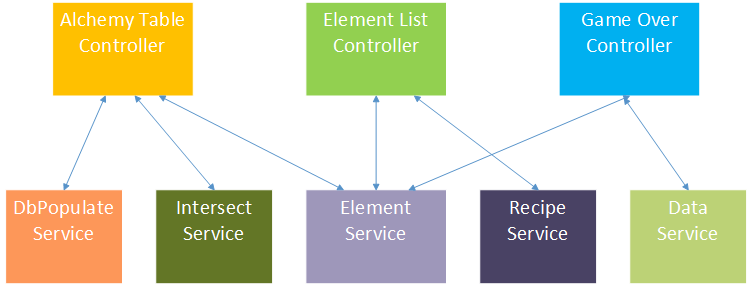 Alchemy Table
Controller
Element List
Controller
Game Over
Controller
DbPopulate
Service
Intersect
Service
Element
Service
Recipe
Service
Data
Service